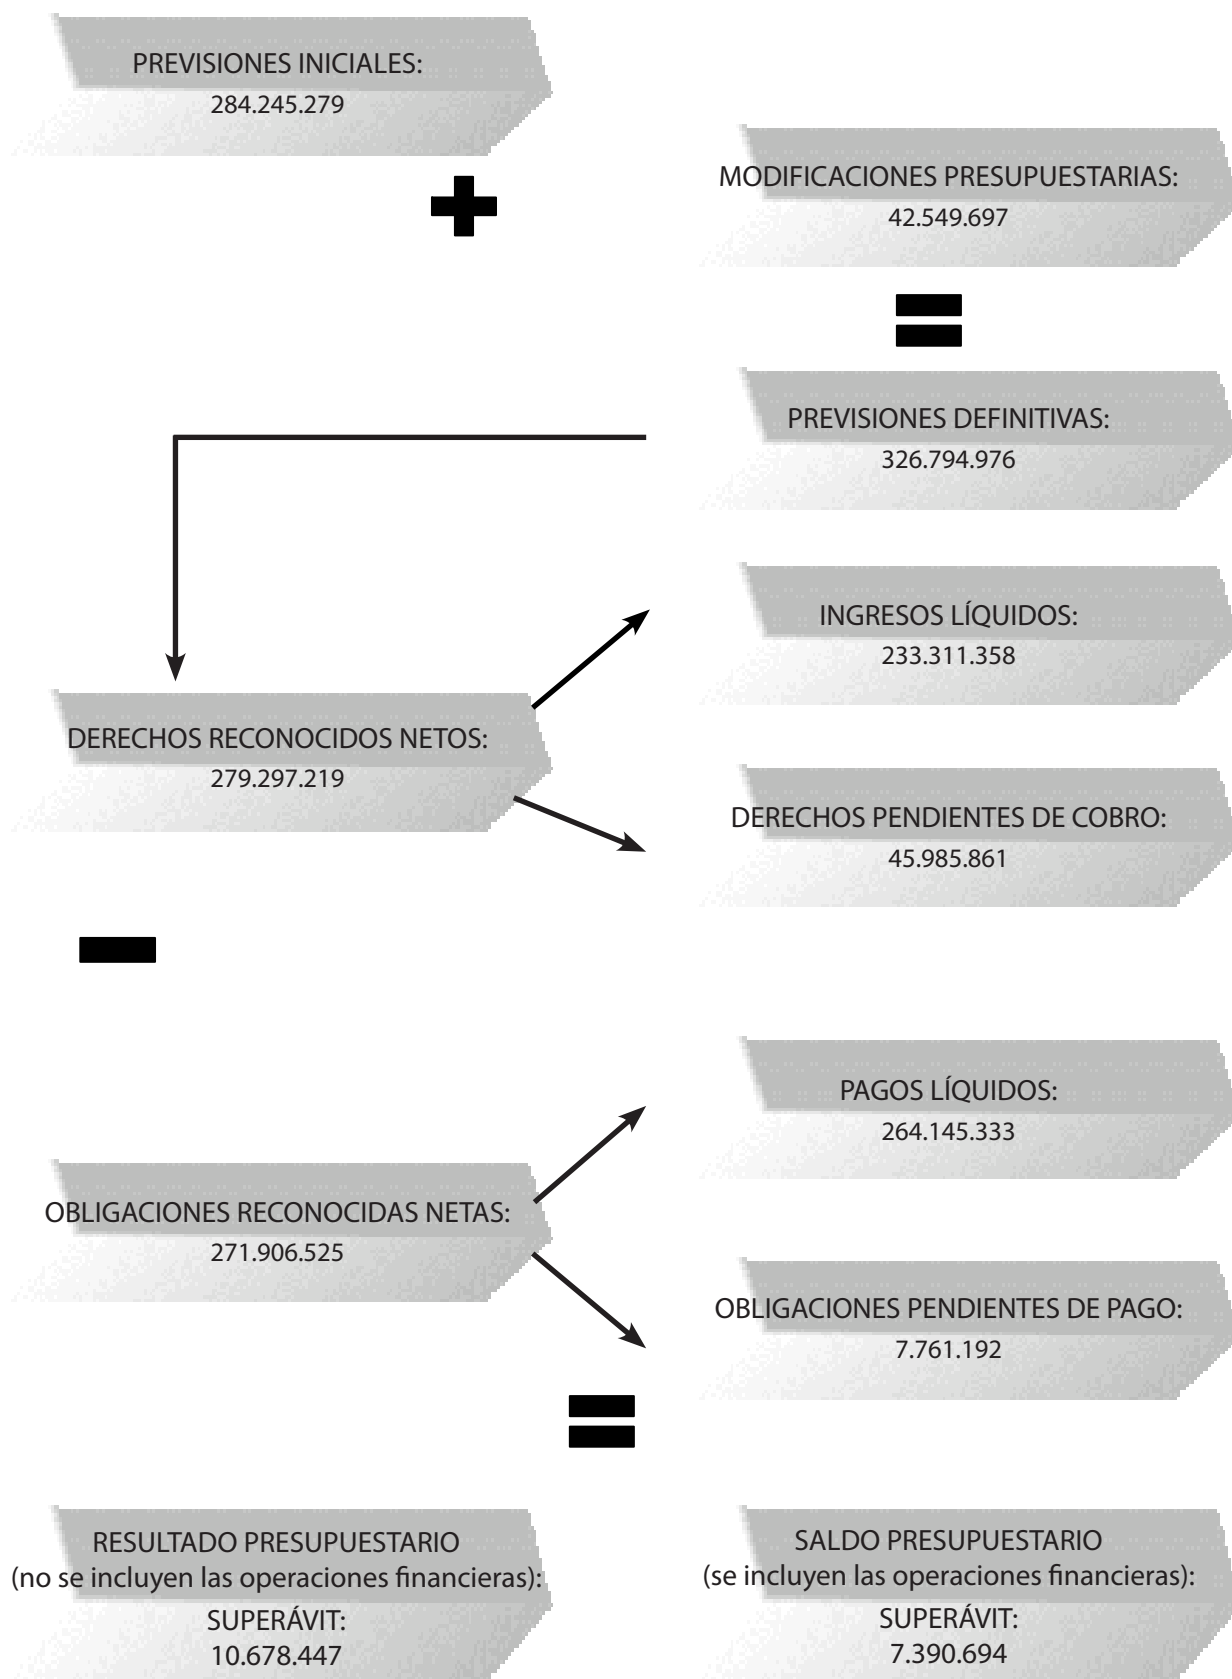 PREVISIONES INICIALES:
284.245.279
MODIFICACIONES PRESUPUESTARIAS:
42.549.697
PREVISIONES DEFINITIVAS:
326.794.976
INGRESOS LÍQUIDOS:
233.311.358
DERECHOS RECONOCIDOS NETOS:
279.297.219
DERECHOS PENDIENTES DE COBRO:
45.985.861
PAGOS LÍQUIDOS:
264.145.333
OBLIGACIONES RECONOCIDAS NETAS:
271.906.525
OBLIGACIONES PENDIENTES DE PAGO:
7.761.192
RESULTADO PRESUPUESTARIO
(no se incluyen las operaciones financieras):
SUPERÁVIT:
10.678.447
SALDO PRESUPUESTARIO
(se incluyen las operaciones financieras):
SUPERÁVIT:
7.390.694